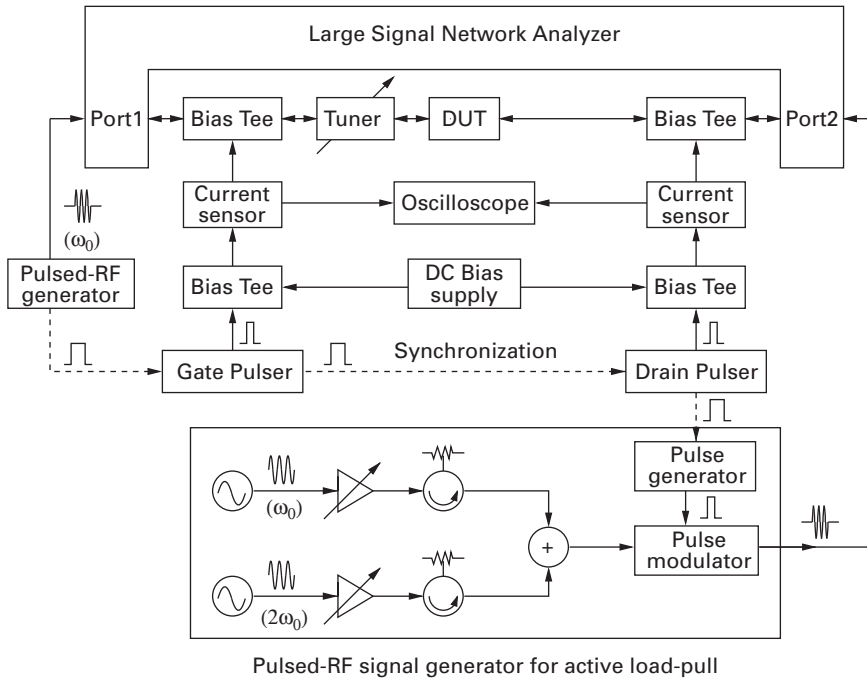 Large Signal Network Analyzer
Port1
Bias Tee
Tuner
DUT
Bias Tee
Port2
Current
sensor
Oscilloscope
Current
sensor
(ω0)
Pulsed-RF
generator
Bias Tee
DC Bias
supply
Bias Tee
Gate Pulser
Synchronization
Drain Pulser
Pulse
generator
(ω0)
+
Pulse
modulator
(2ω0)
Pulsed-RF signal generator for active load-pull